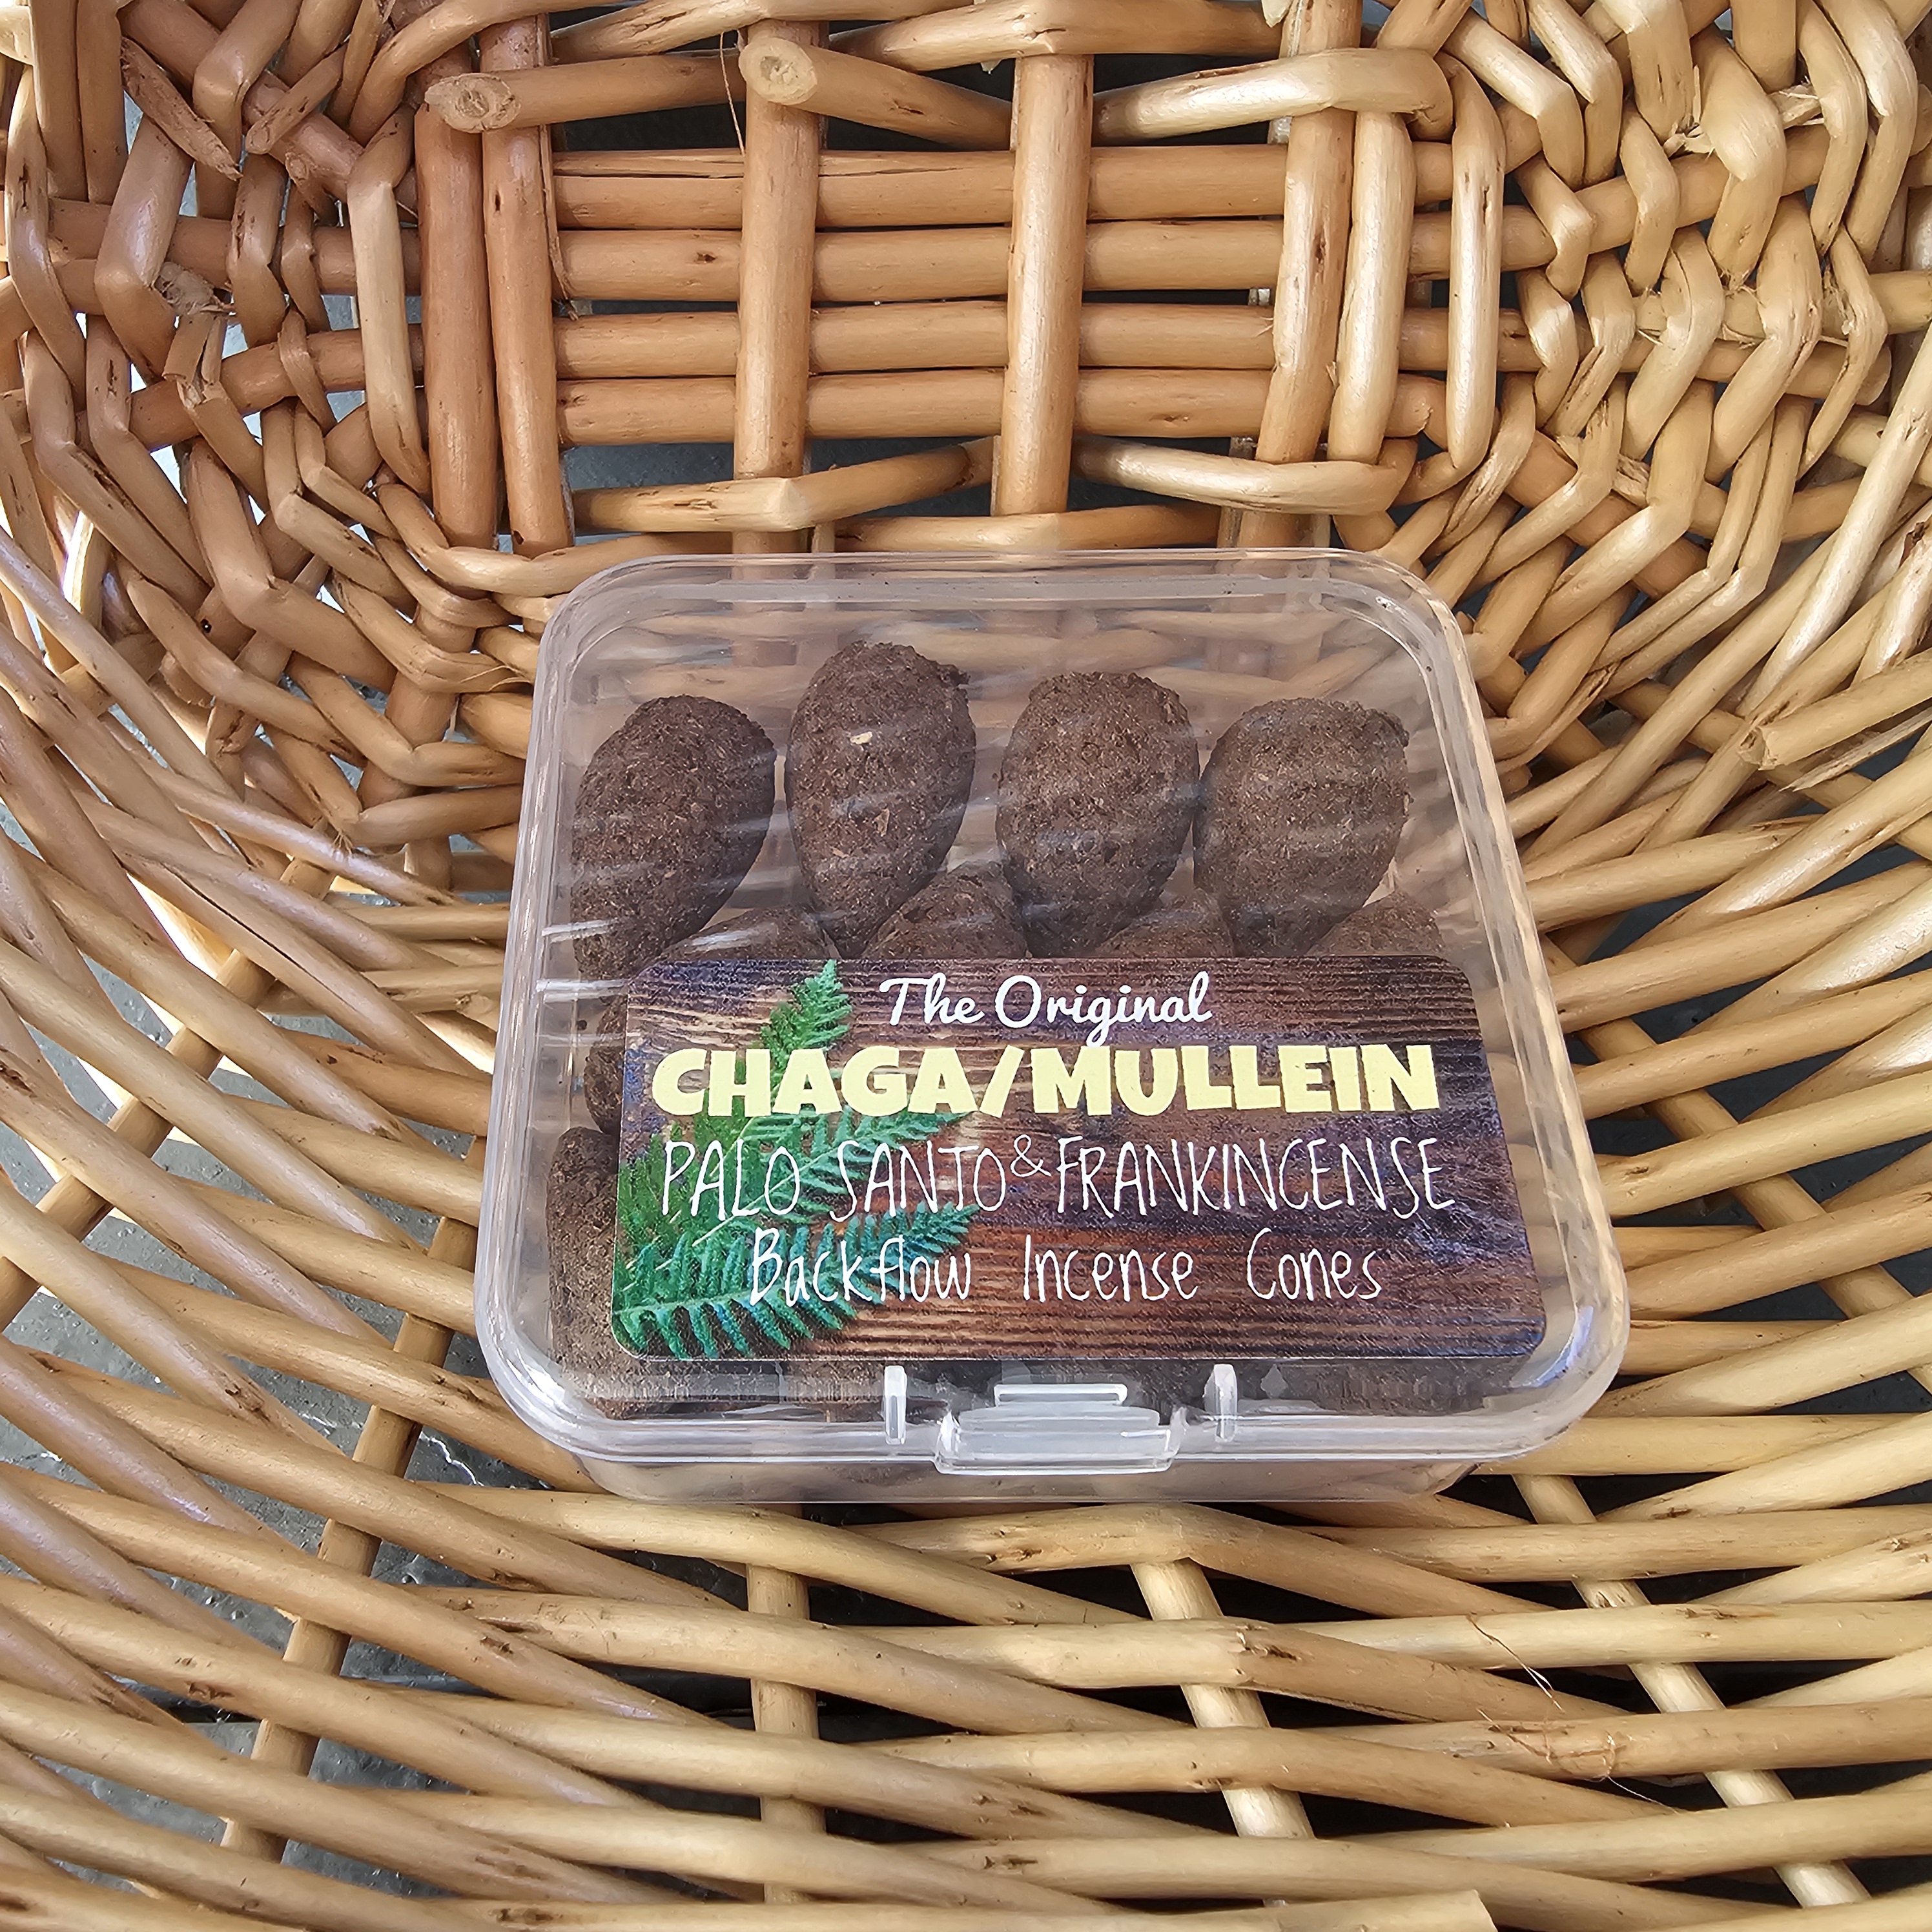 The Original
CHAGA/MULLEIN
PALO SANTO & FRANKINCENSE
Backflow Incense Cones